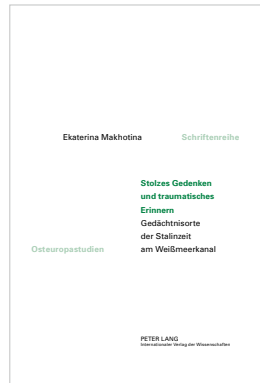 Ekaterina Makhotina Schriftenreihe
Stolzes Gedenken
und traumatisches
Erinnern
Gedächtnisorte
der Stalinzeit
Osteuropastudien am Weißmeerkanal
PETER LANG
Internationaler Verlag der Wissenschaften